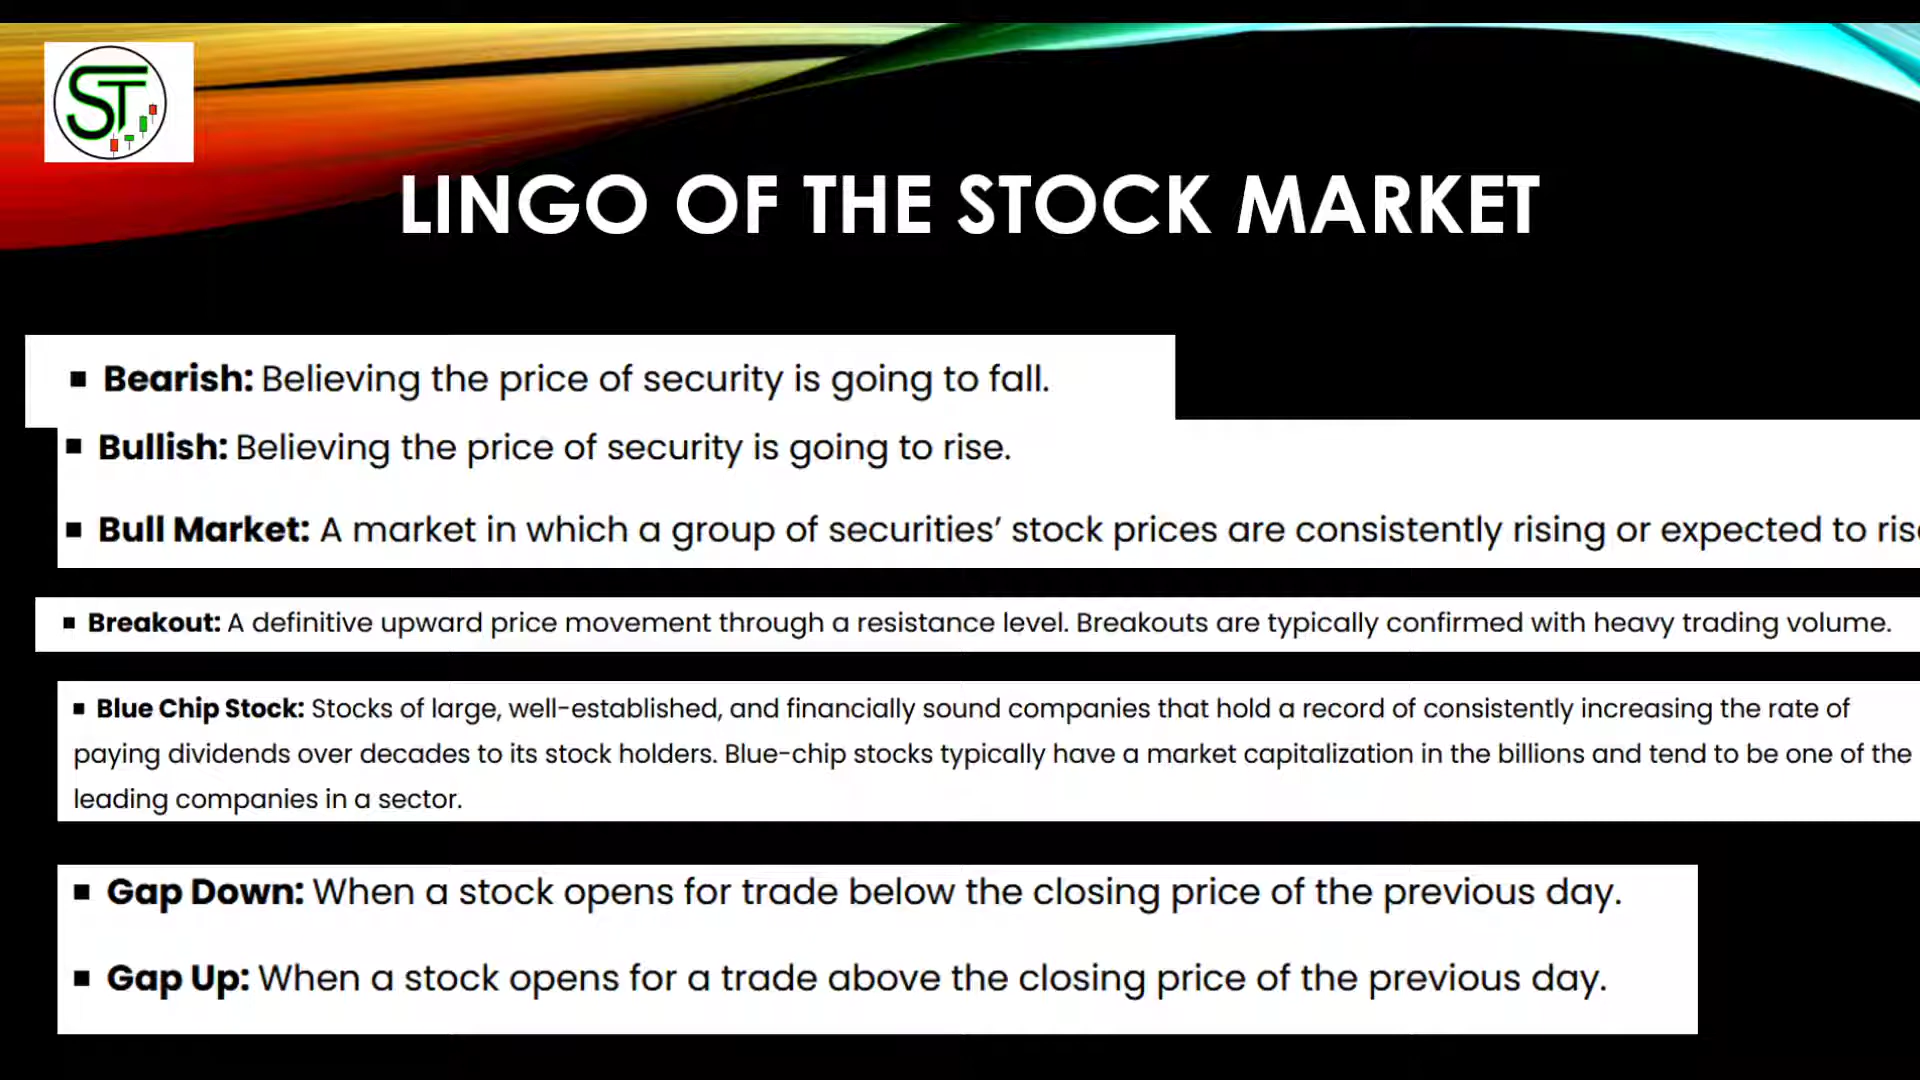 ST
LINGO OF THE STOCK MARKET
▪ Bearish: Believing the price of security is going to fall.
▪ Bullish: Believing the price of security is going to rise.
▪ Bull Market: A market in which a group of securities’ stock prices are consistently rising or expected to
▪ Breakout: A definitive upward price movement through a resistance level. Breakouts are typically confirmed with heavy trading volume.
▪ Blue Chip Stock: Stocks of large, well-established, and financially sound companies that hold a record of consistently increasing the rate of
paying dividends over decades to its stock holders. Blue-chip stocks typically have a market capitalization in the billions and tend to be one of the
leading companies in a sector.
▪ Gap Down: When a stock opens for trade below the closing price of the previous day.
▪ Gap Up: When a stock opens for a trade above the closing price of the previous day.